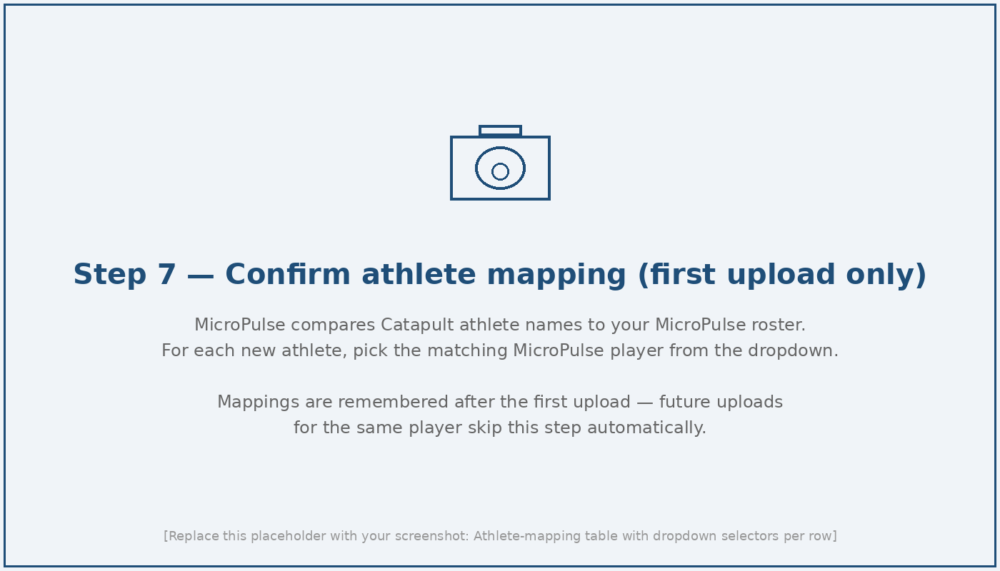 Step 7 — Confirm athlete mapping (first upload only)
MicroPulse compares Catapult athlete names to your MicroPulse roster.
For each new athlete, pick the matching MicroPulse player from the dropdown.
Mappings are remembered after the first upload — future uploads
for the same player skip this step automatically.
[Replace this placeholder with your screenshot: Athlete-mapping table with dropdown selectors per row]